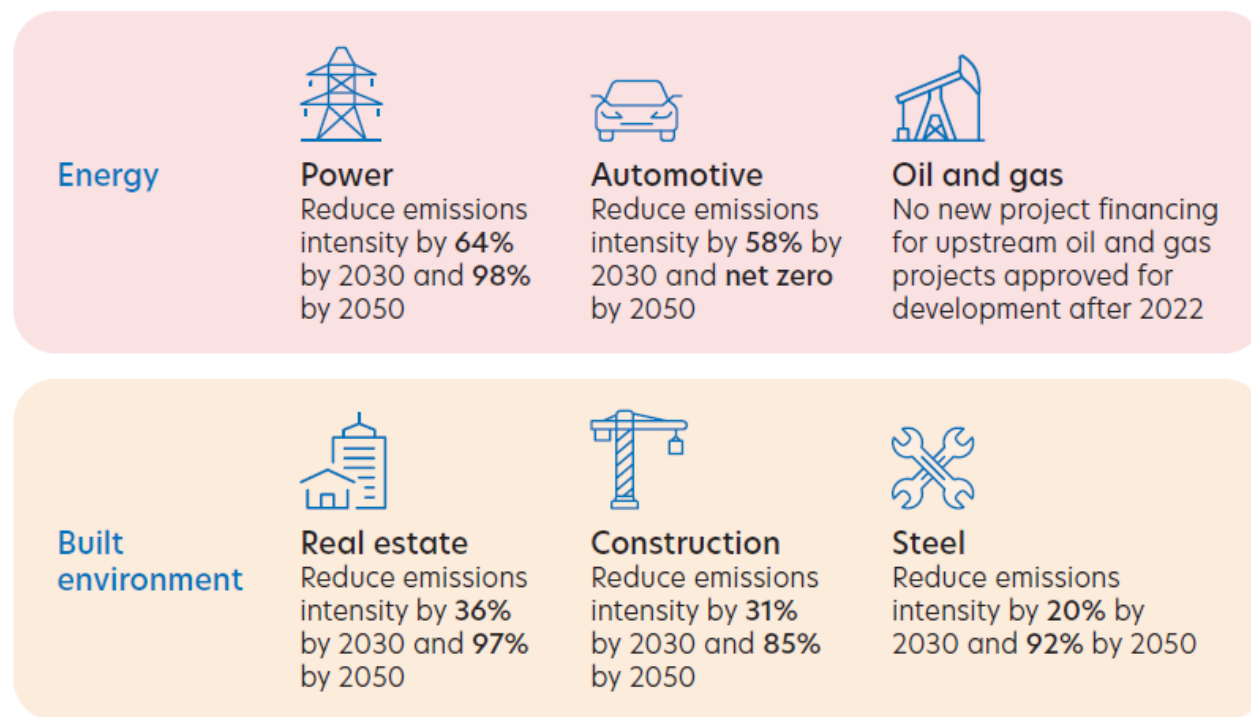 Energy
Power
Reduce emissions
intensity by 64%
by 2030 and 98%
by 2050
Automotive
Reduce emissions
intensity by 58% by
2030 and net zero
by 2050
Oil and gas
No new project financing
for upstream oil and gas
projects approved for
development after 2022
Built
environment
Real estate
Reduce emissions
intensity by 36%
by 2030 and 97%
by 2050
Construction
Reduce emissions
intensity by 31%
by 2030 and 85%
by 2050
Steel
Reduce emissions
intensity by 20% by
2030 and 92% by 2050